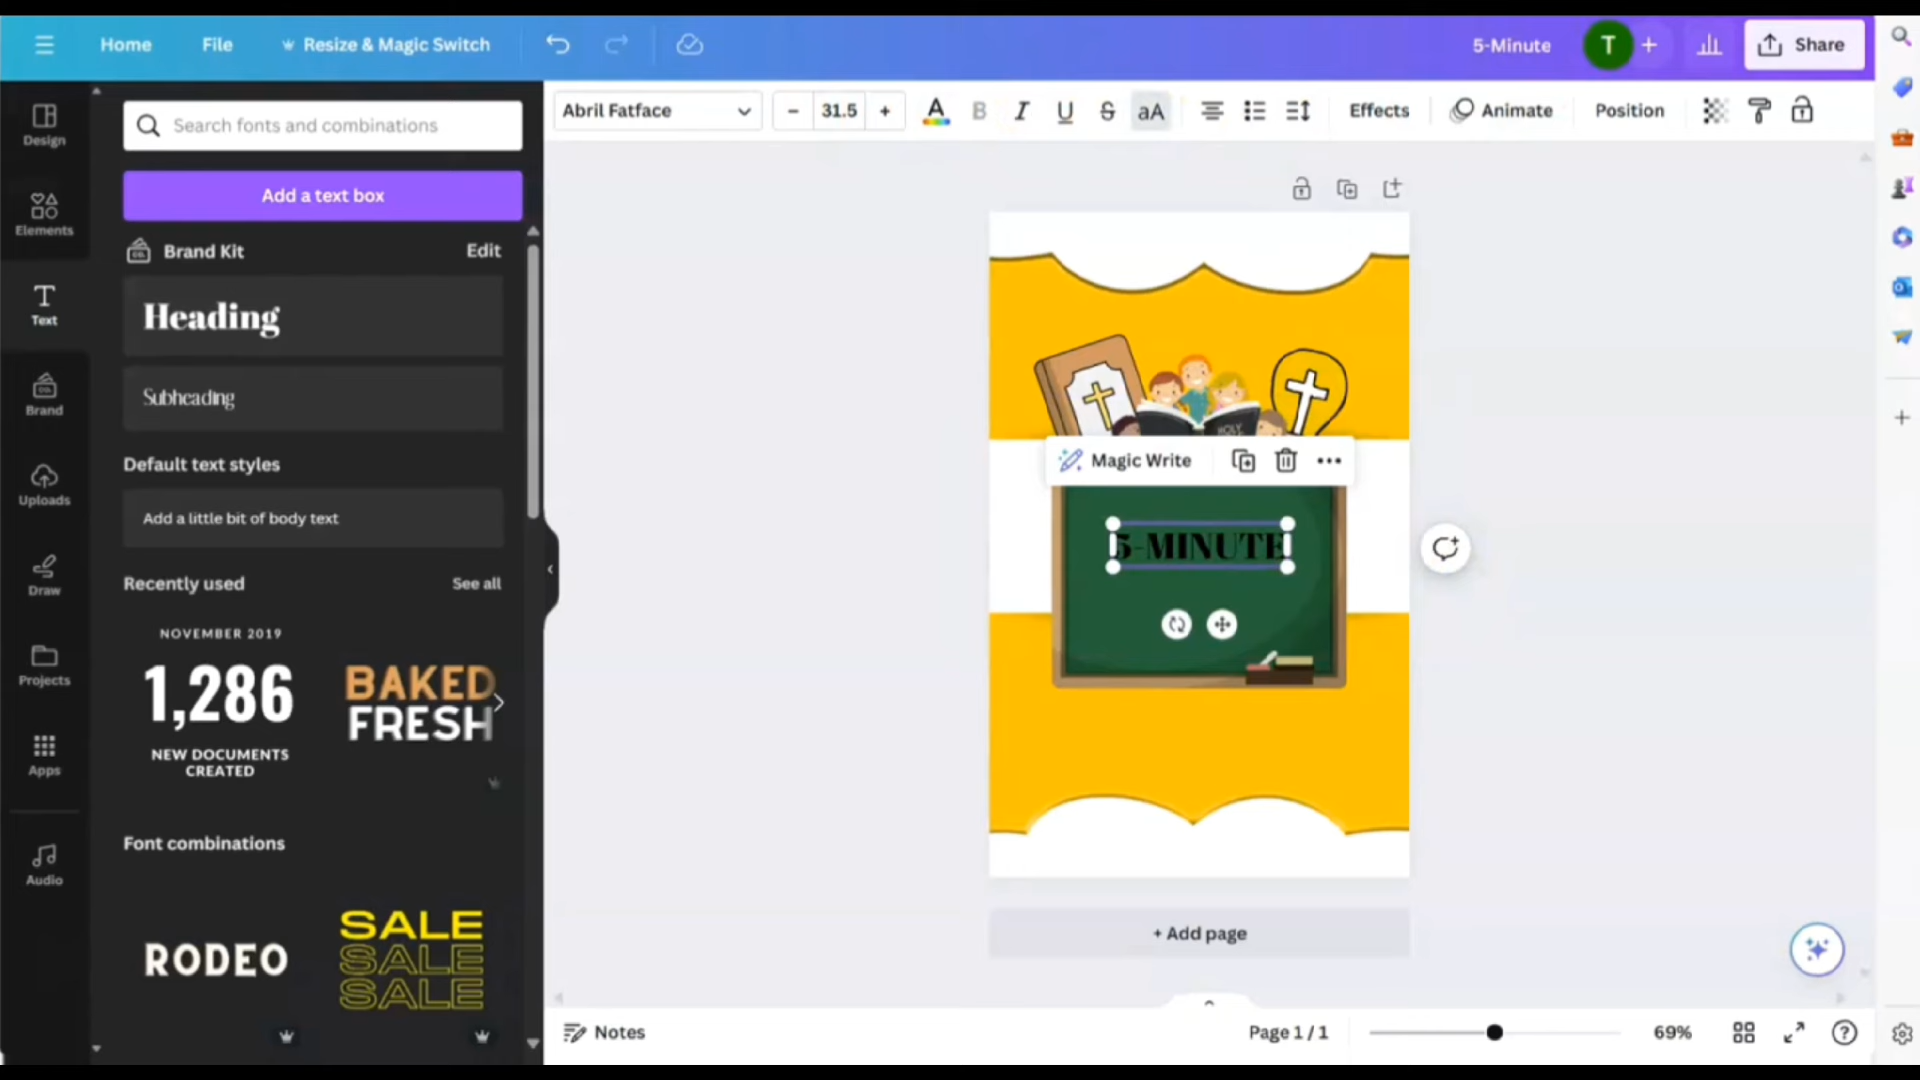 Home File Resize & Magic Switch 5-Minute T Share
Abril Fatface 31.5 A B I U S aA Effects Animate Position
Search fonts and combinations
Add a text box
Brand Kit Edit
Heading
Subheading
Default text styles
Add a little bit of body text
Recently used See all
NOVEMBER 2019
1,286
NEW DOCUMENTS
CREATED
BAKED
FRESH
Font combinations
RODEO
SALE
SALE
SALE
Design
Elements
Text
Brand
Uploads
Draw
Projects
Apps
Audio
HOLY
Magic Write
5-MINUTE
+ Add page
Notes Page 1 / 1 69%